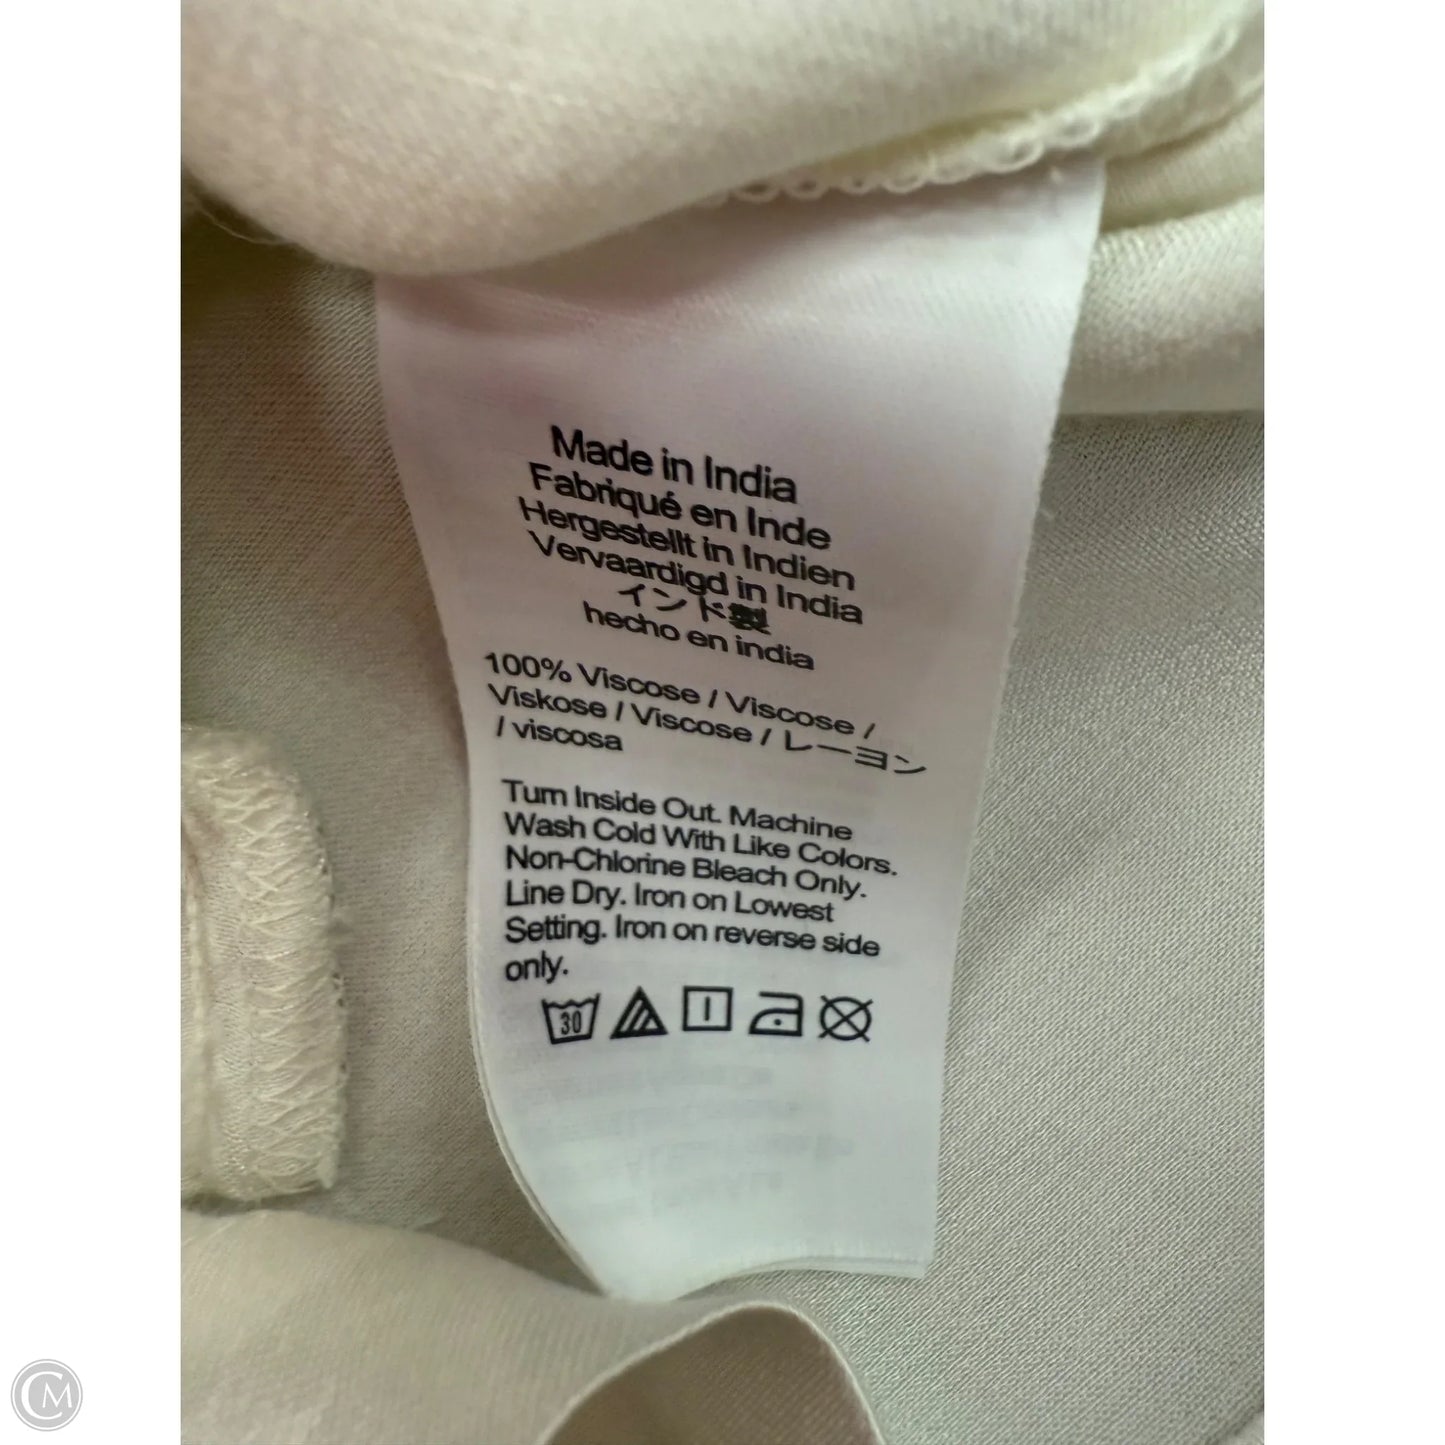 Made in India
Fabriqué en Inde
Hergestellt in Indien
Vervaardigd in India
インド製
hecho en india
100% Viscose / Viscose /
Viskose / Viscose / レーヨン
/ viscosa
Turn Inside Out. Machine
Wash Cold With Like Colors.
Non-Chlorine Bleach Only.
Line Dry. Iron on Lowest
Setting. Iron on reverse side
only.
30
CM